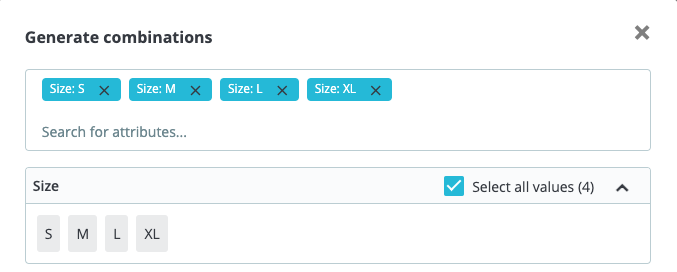 Generate combinations
Size: S Size: M Size: L Size: XL
Search for attributes...
Size Select all values (4)
S M L XL